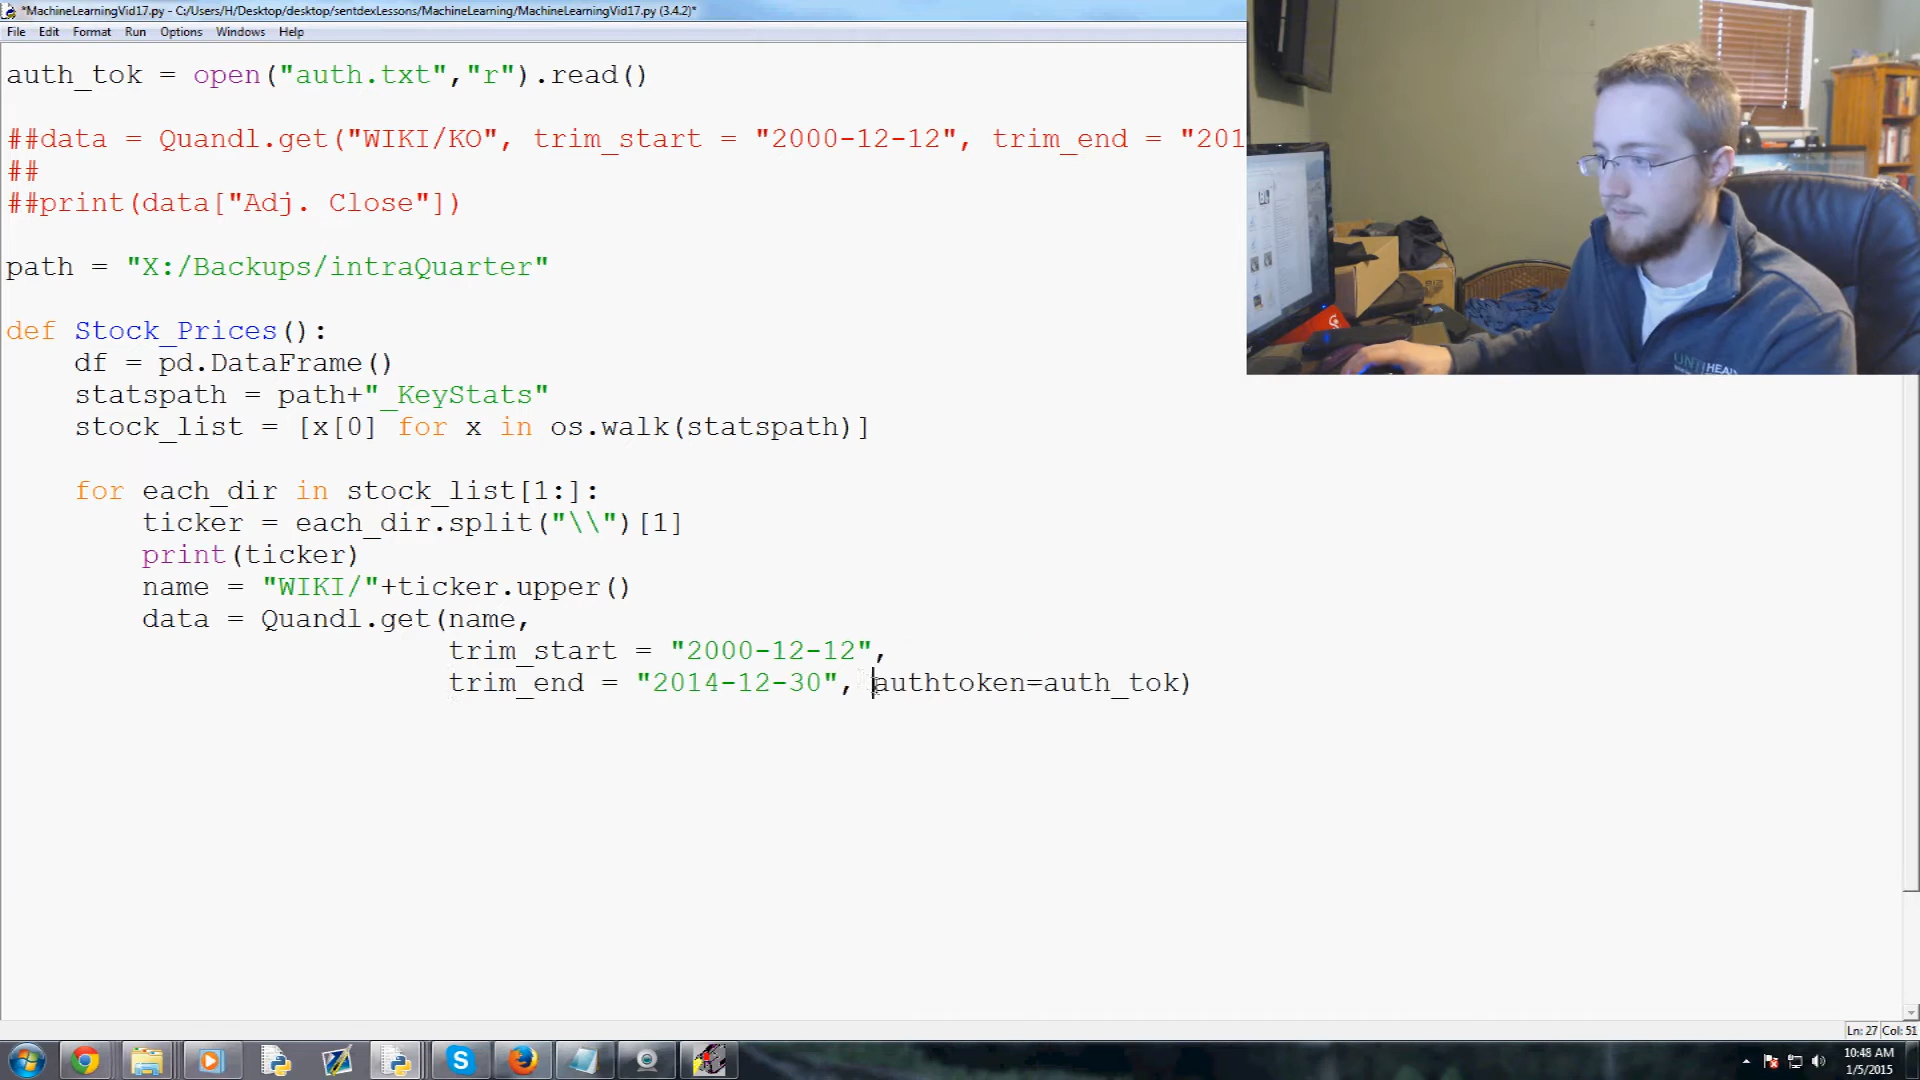 *MachineLearningVid17.py - C:/Users/H/Desktop/desktop/sentdexLessons/MachineLearning/MachineLearningVid17.py (3.4.2)*
File Edit Format Run Options Windows Help
auth_tok = open("auth.txt","r").read()
##data = Quandl.get("WIKI/KO", trim_start = "2000-12-12", trim_end = "201
##
##print(data["Adj. Close"])
path = "X:/Backups/intraQuarter"
def Stock_Prices():
df = pd.DataFrame()
statspath = path+"_KeyStats"
stock_list = [x[0] for x in os.walk(statspath)]
for each_dir in stock_list[1:]:
ticker = each_dir.split("\\")[1]
print(ticker)
name = "WIKI/"+ticker.upper()
data = Quandl.get(name,
trim_start = "2000-12-12",
trim_end = "2014-12-30", authtoken=auth_tok)
Ln: 27 Col: 51
10:48 AM
1/5/2015